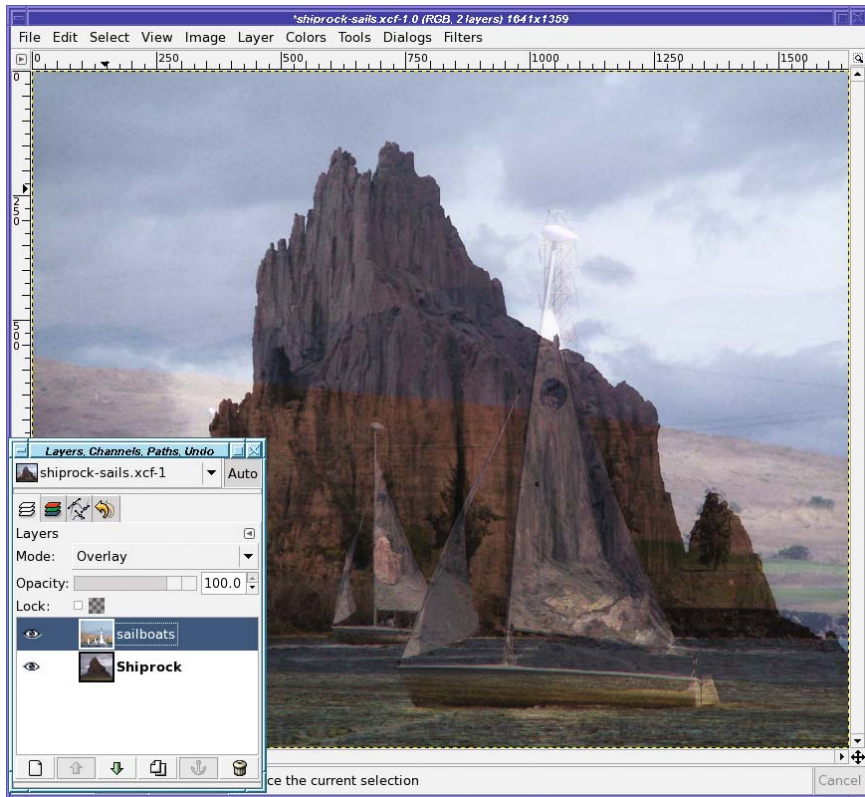 *shiprock-sails.xcf-1.0 (RGB, 2 layers) 1641x1359
File Edit Select View Image Layer Colors Tools Dialogs Filters
0 250 500 750 1000 1250 1500
0
250
500
Layers, Channels, Paths, Undo
shiprock-sails.xcf-1 Auto
Layers
Mode: Overlay
Opacity: 100.0
Lock:
sailboats
Shiprock
ce the current selection
Cancel